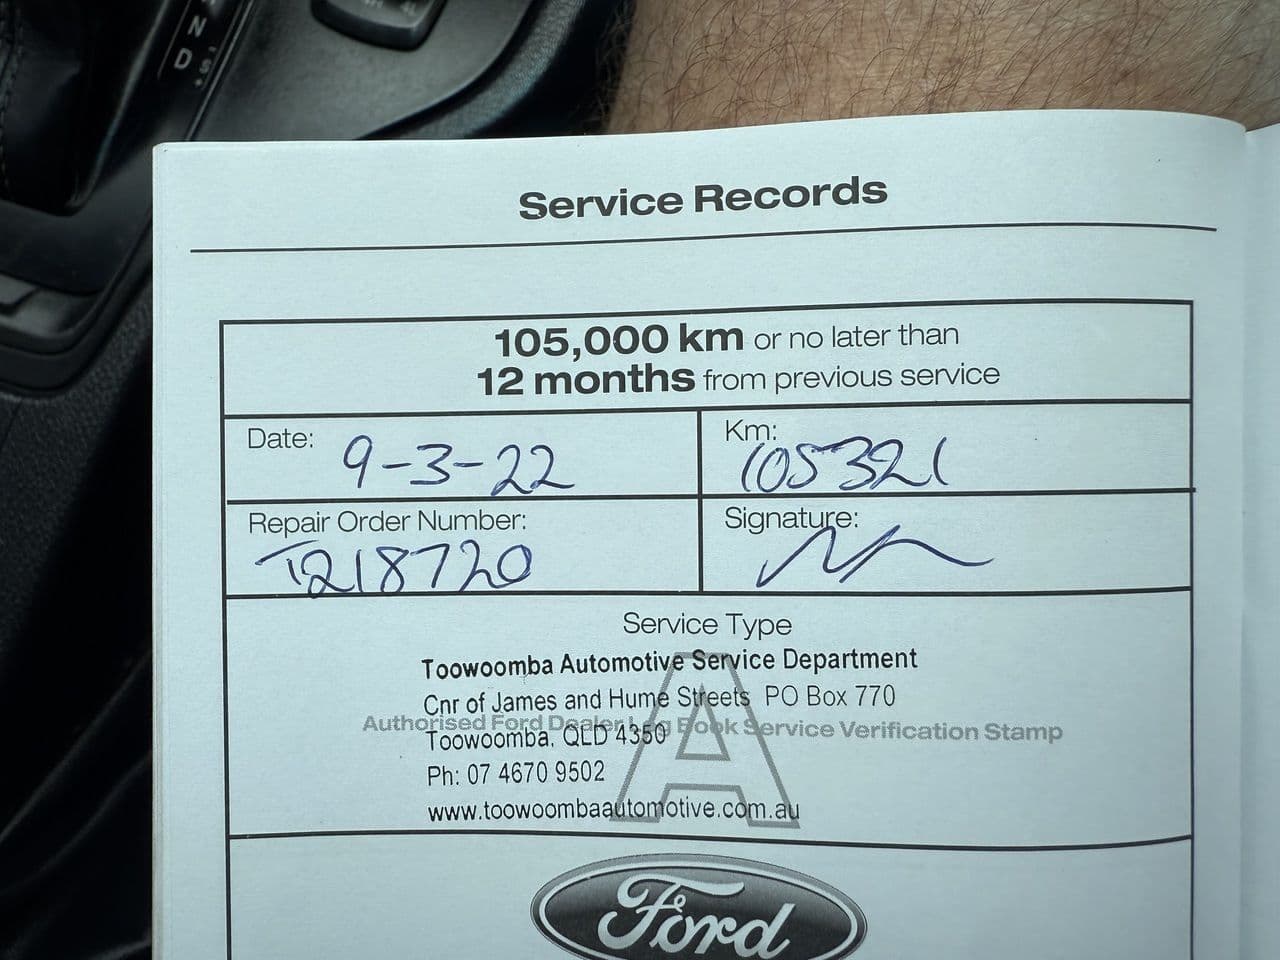 N
D
S
+
Service Records
105,000 km or no later than
12 months from previous service
Date: 9-3-22
Km: 105321
Repair Order Number:
T218720
Signature:
Service Type
Toowoomba Automotive Service Department
Cnr of James and Hume Streets PO Box 770
Authorised Ford Dealer Log Book Service Verification Stamp
Toowoomba. QLD 4350
A
Ph: 07 4670 9502
www.toowoombaautomotive.com.au
Ford